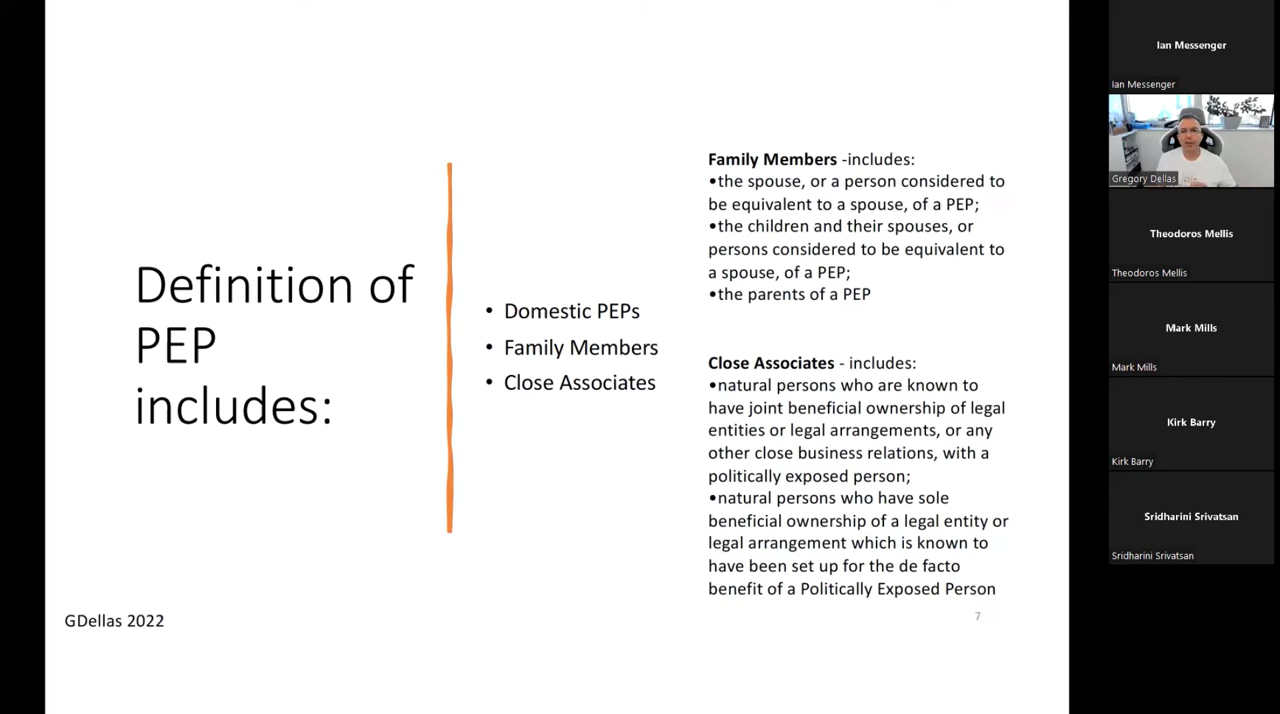 Definition of
PEP
includes:
• Domestic PEPs
• Family Members
• Close Associates
Family Members -includes:
•the spouse, or a person considered to
be equivalent to a spouse, of a PEP;
•the children and their spouses, or
persons considered to be equivalent to
a spouse, of a PEP;
•the parents of a PEP
Close Associates - includes:
•natural persons who are known to
have joint beneficial ownership of legal
entities or legal arrangements, or any
other close business relations, with a
politically exposed person;
•natural persons who have sole
beneficial ownership of a legal entity or
legal arrangement which is known to
have been set up for the de facto
benefit of a Politically Exposed Person
GDellas 2022
7
Ian Messenger
Ian Messenger
Gregory Dellas
Theodoros Mellis
Theodoros Mellis
Mark Mills
Mark Mills
Kirk Barry
Kirk Barry
Sridharini Srivatsan
Sridharini Srivatsan